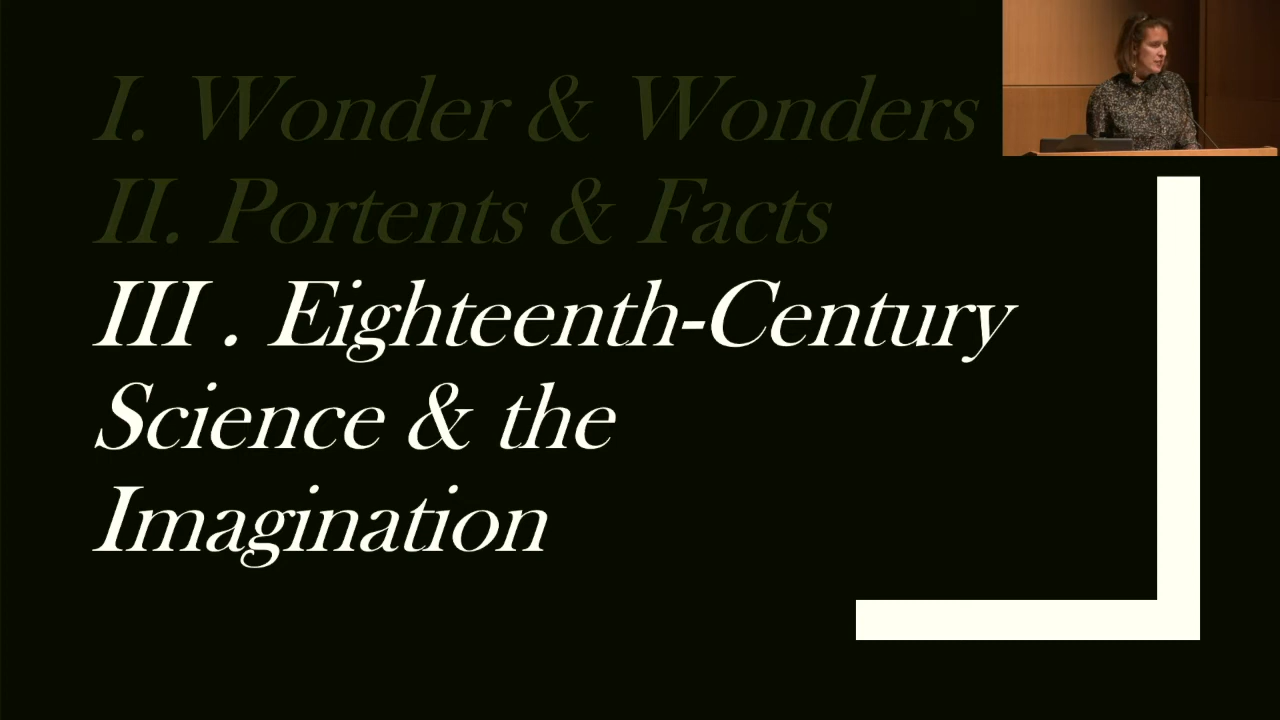 I. Wonder & Wonders
II. Portents & Facts
III . Eighteenth-Century
Science & the
Imagination